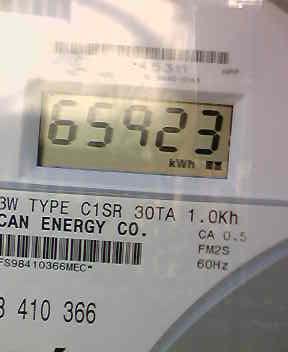 65923
kWh
3W TYPE C1SR 30TA 1.0Kh
CAN ENERGY CO.
CA 0.5
FM2S
60Hz
FS98410366MEC*
410 366